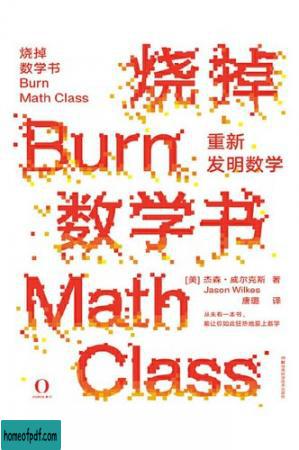 烧掉
数学书
Burn
Math Class
烧掉
Burn
重新
发明数学
数学书
[美] 杰森·威尔克斯 著
Jason Wilkes
唐璐 译
从未有一本书，
能让你如此狂热地爱上数学
Math
Class
homeofpdf.com